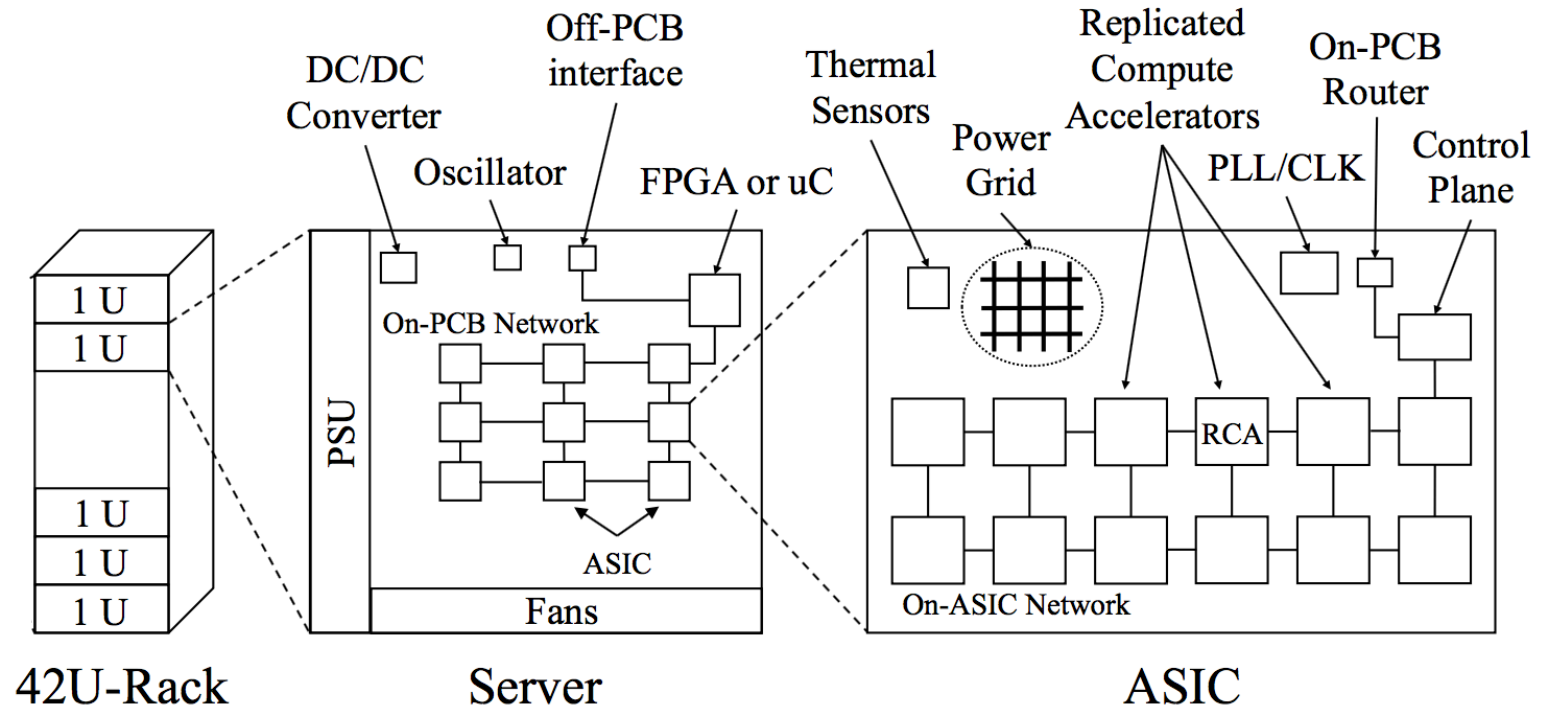 DC/DC
Converter
Oscillator
Off-PCB
interface
FPGA or uC
Thermal
Sensors
Power
Grid
Replicated
Compute
Accelerators
PLL/CLK
On-PCB
Router
Control
Plane
1 U
1 U
1 U
1 U
1 U
PSU
On-PCB Network
ASIC
Fans
RCA
On-ASIC Network
42U-Rack
Server
ASIC